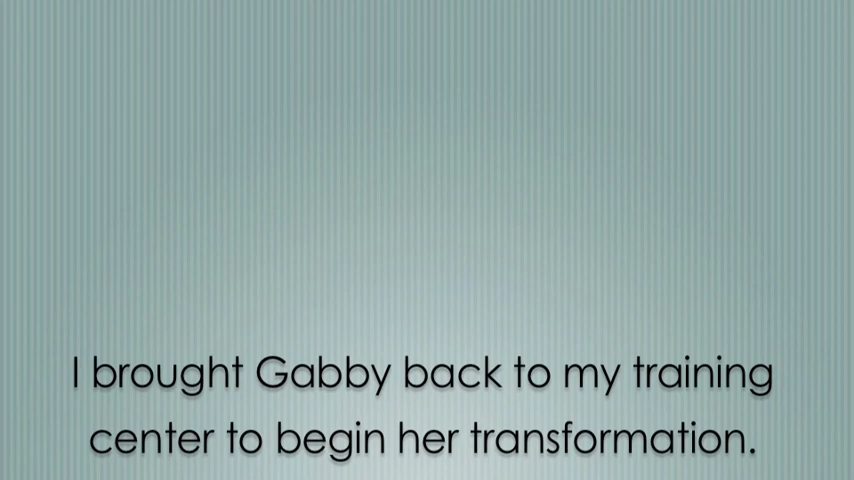 I brought Gabby back to my training
center to begin her transformation.